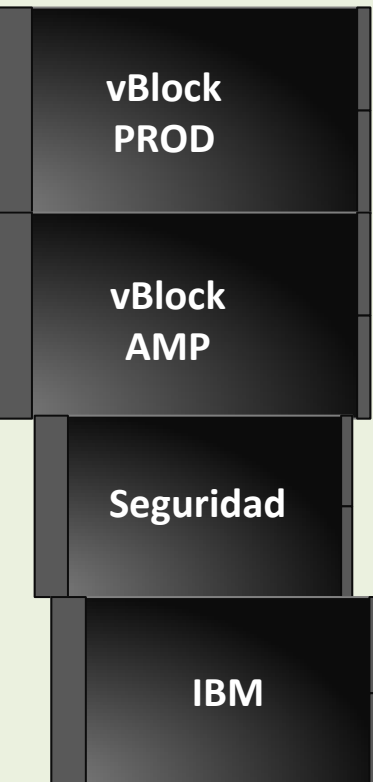 vBlock
PROD
vBlock
AMP
Seguridad
IBM